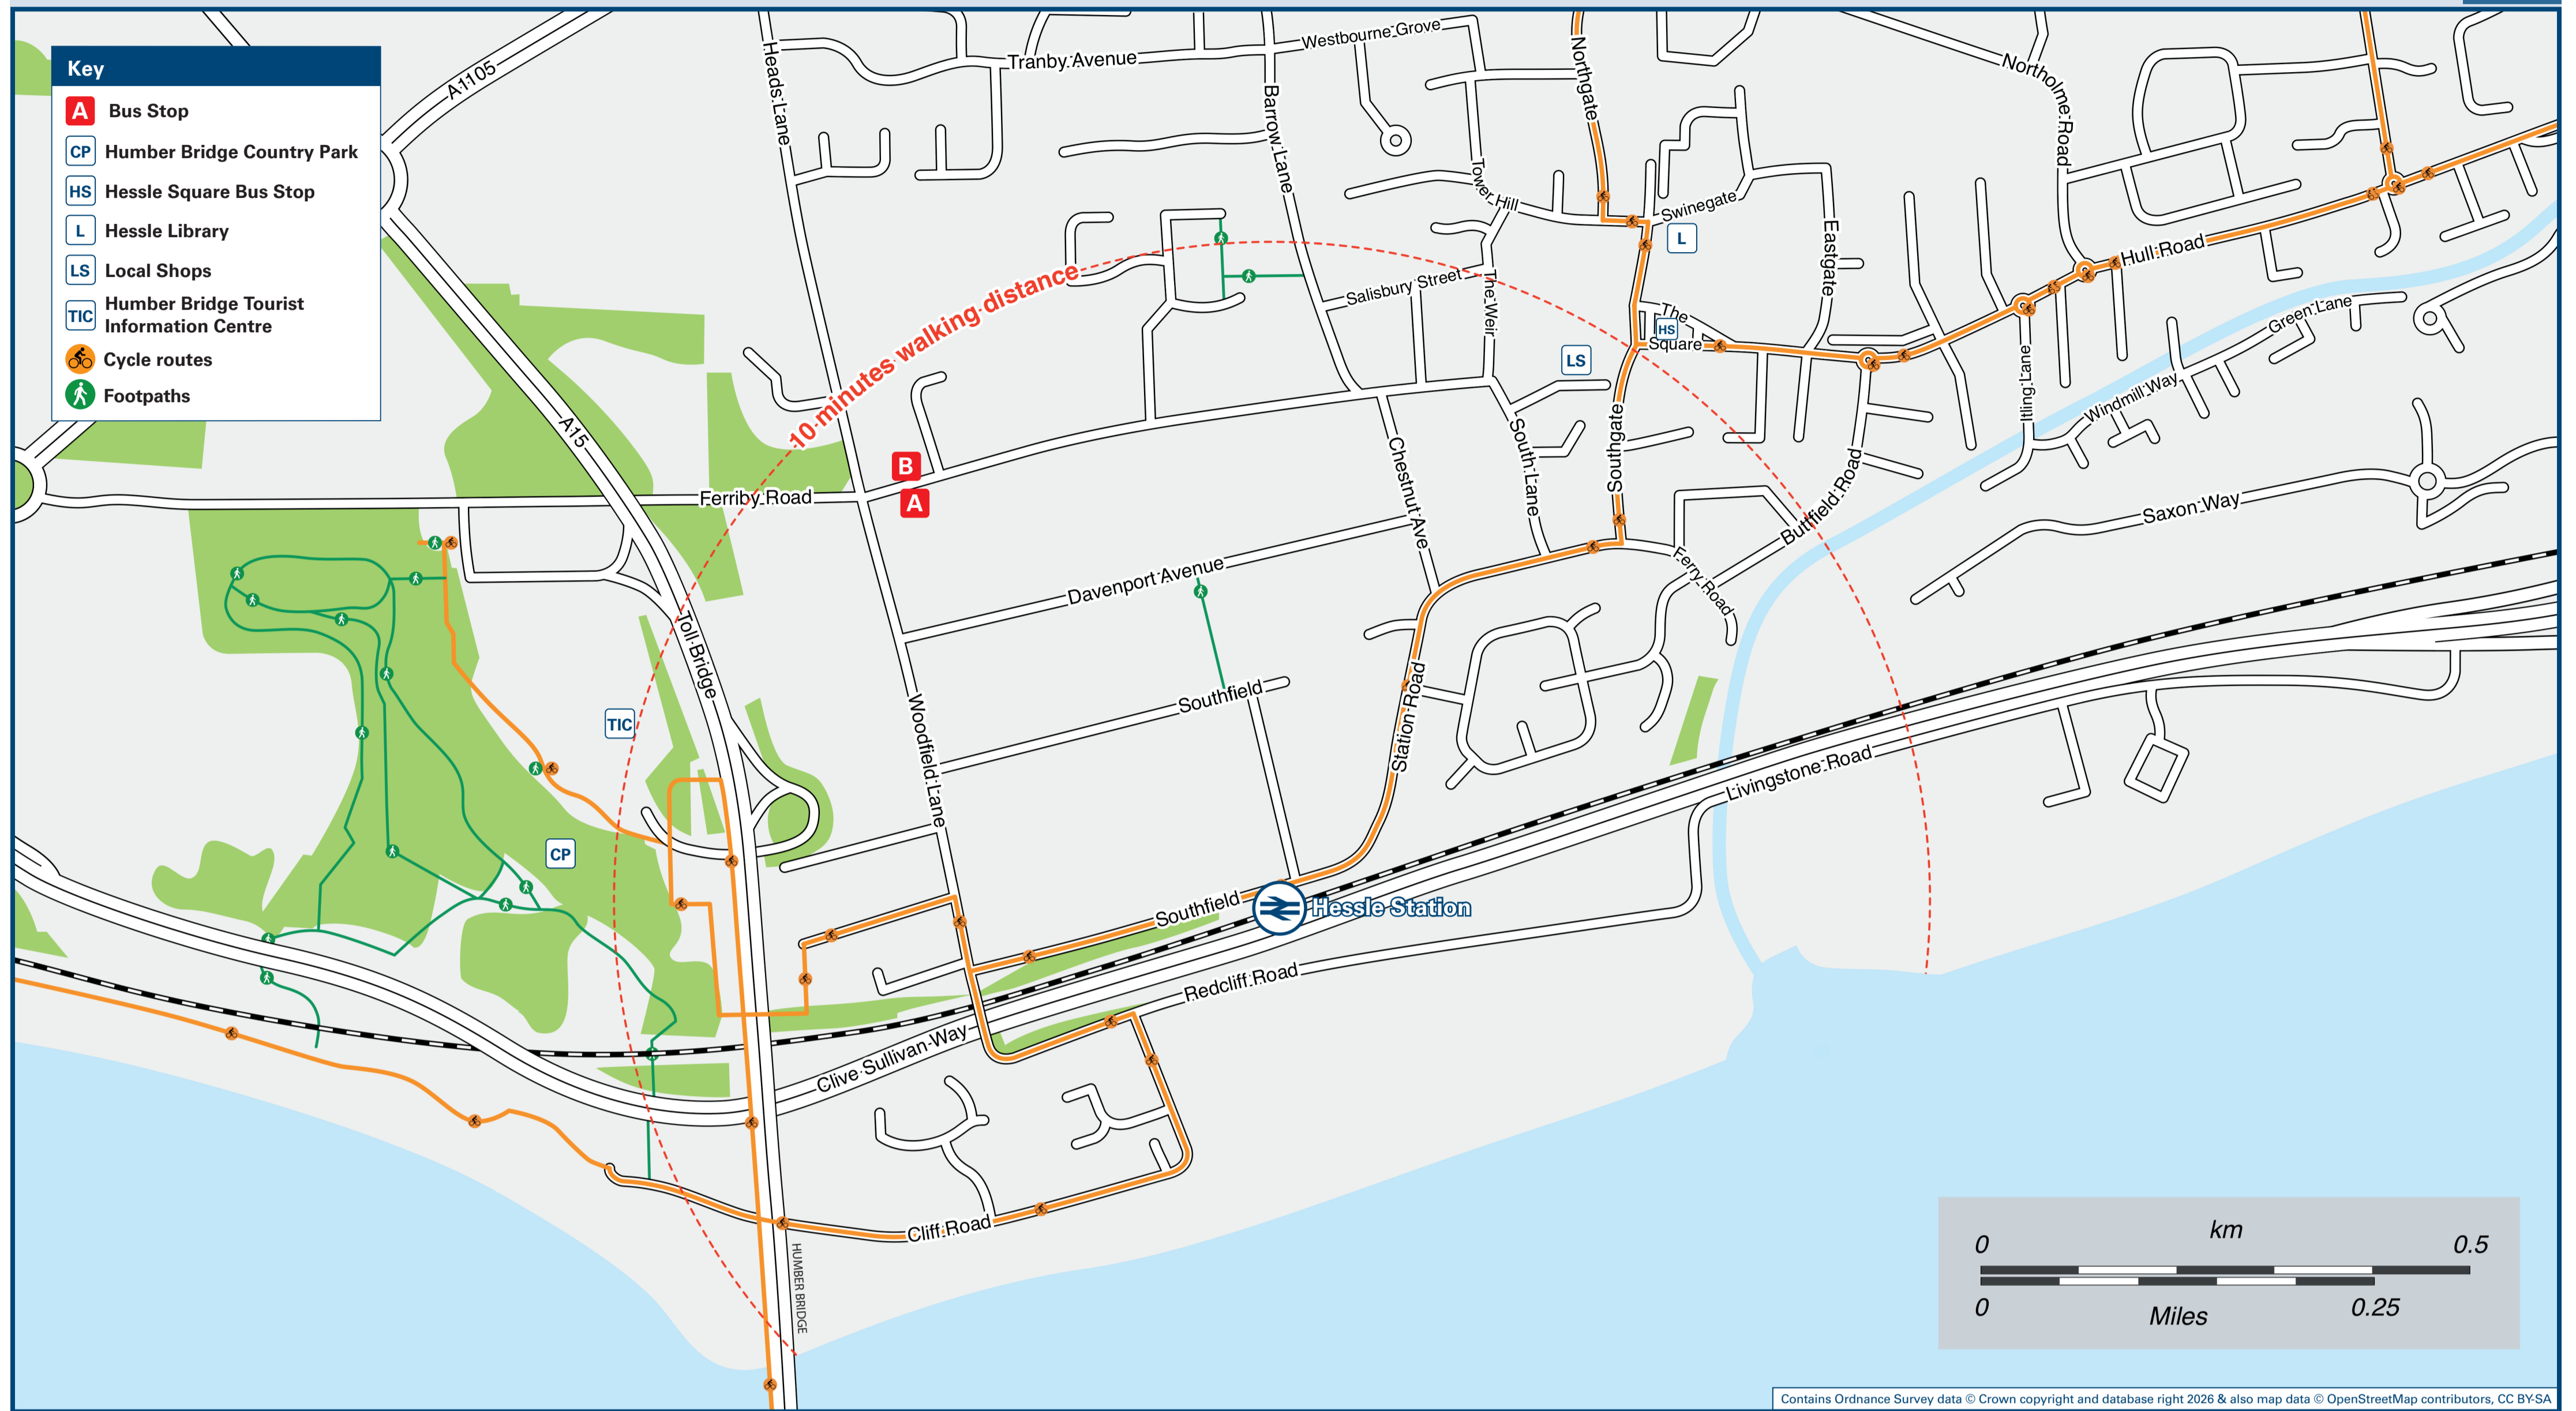 Key
A Bus Stop
CP Humber Bridge Country Park
HS Hessle Square Bus Stop
L Hessle Library
LS Local Shops
TIC Humber Bridge Tourist
Information Centre
Cycle routes
Footpaths
A1105
Heads Lane
Tranby Avenue
Westbourne Grove
Northgate
Northolme Road
Barrow Lane
Tower Hill
Swinegate
L
Eastgate
Hull Road
10 minutes walking distance
Salisbury Street
The Weir
The
HS
Square
LS
Green Lane
Itlling Lane
Windmill Way
A15
B
A
Ferriby Road
Chestnut Ave
South Lane
Southgate
Buttfield Road
Saxon Way
Davenport Avenue
Ferry Road
Toll Bridge
TIC
Woodfield Lane
Southfield
Station Road
Livingstone Road
CP
Southfield
Hessle Station
Redcliff Road
Clive Sullivan Way
Cliff Road
HUMBER BRIDGE
km
0 0.5
0 0.25
Miles
Contains Ordnance Survey data © Crown copyright and database right 2026 & also map data © OpenStreetMap contributors, CC BY-SA